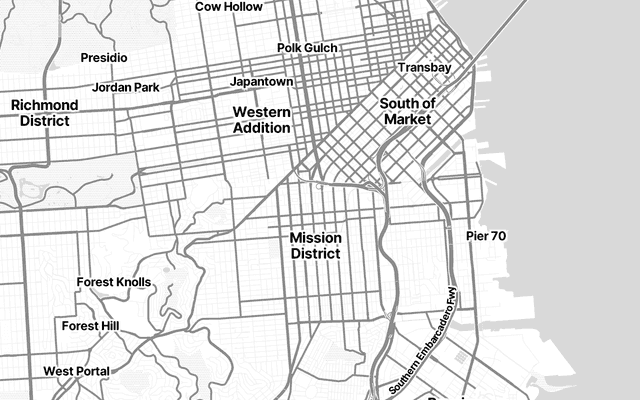 Cow Hollow
Polk Gulch
Presidio
Transbay
Japantown
Jordan Park
Richmond
District
Western
Addition
South of
Market
Pier 70
Mission
District
Forest Knolls
Forest Hill
Southern Embarcadero Fwy
West Portal